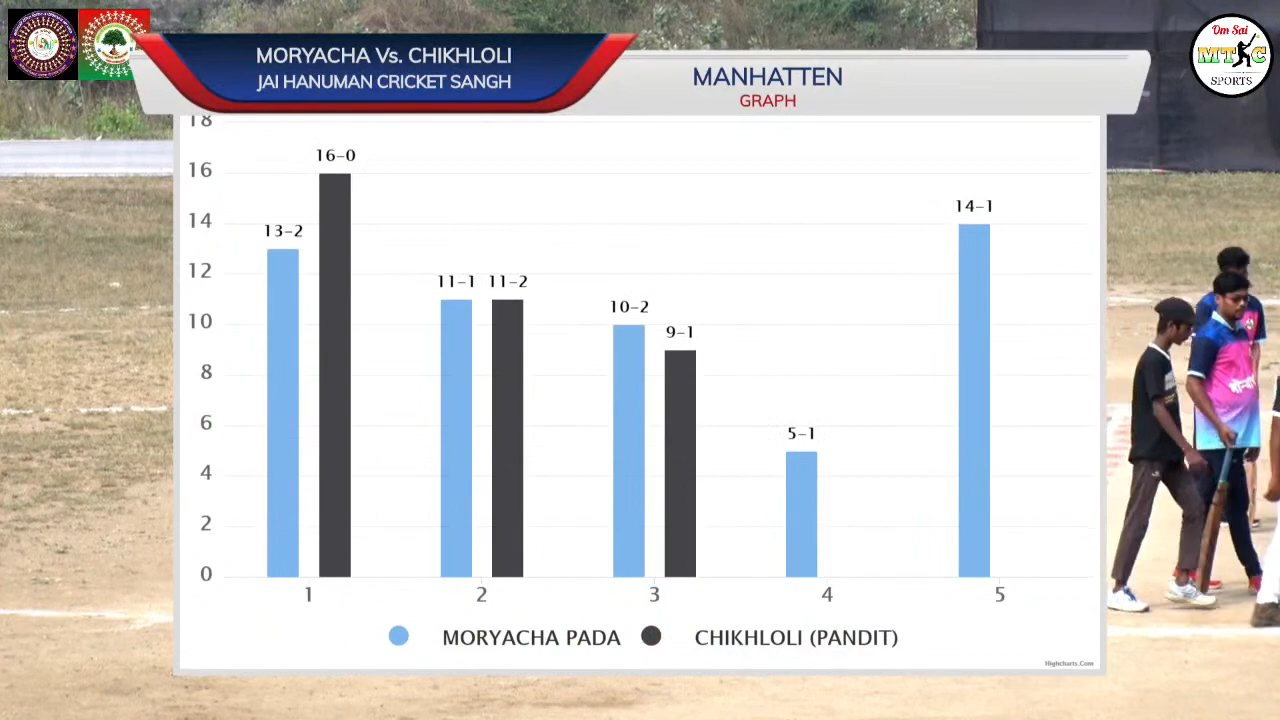 MORYACHA Vs. CHIKHLOLI
JAI HANUMAN CRICKET SANGH
MANHATTEN
GRAPH
Om Sai
MTC
SPORTS
18
16
14
12
10
8
6
4
2
0
13-2
16-0
11-1
11-2
10-2
9-1
5-1
14-1
1 2 3 4 5
MORYACHA PADA CHIKHLOLI (PANDIT)
Highcharts.Com